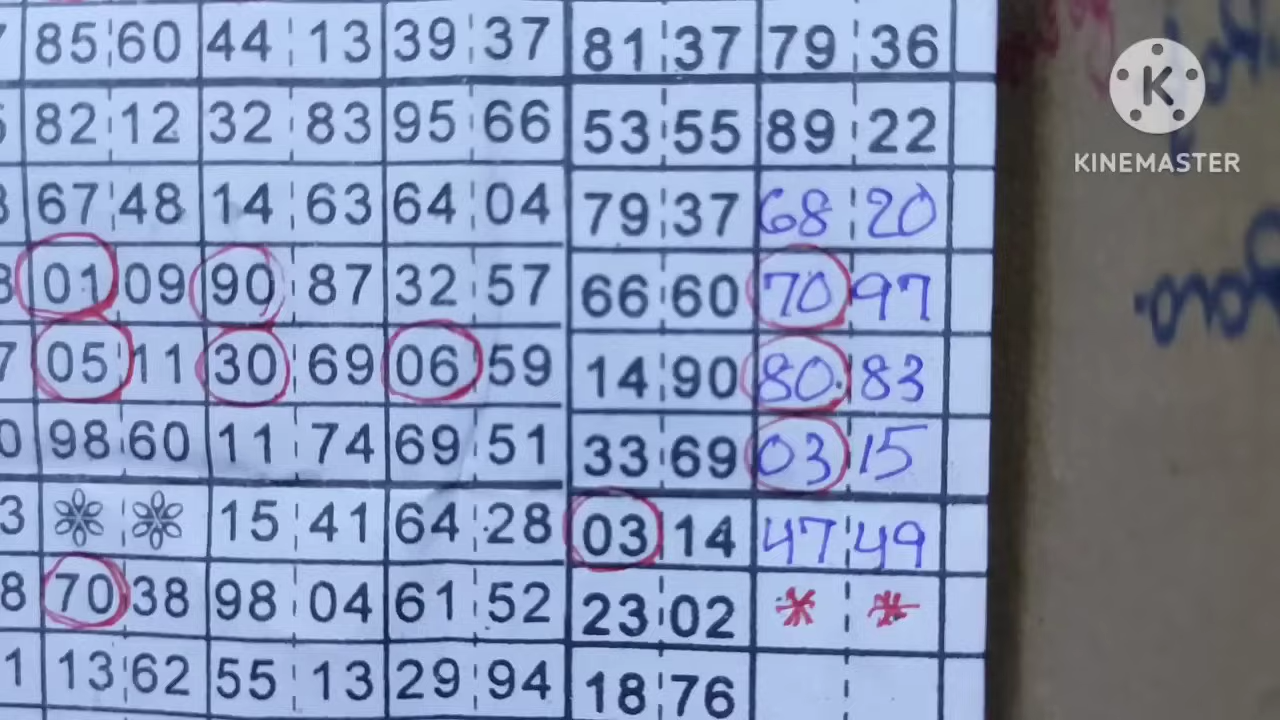 85 60 44 13 39 37 81 37 79 36
82 12 32 83 95 66 53 55 89 22
67 48 14 63 64 04 79 37 68 20
01 09 90 87 32 57 66 60 70 97
05 11 30 69 06 59 14 90 80 83
98 60 11 74 69 51 33 69 03 15
3 15 41 64 28 03 14 47 49
8 70 38 98 04 61 52 23 02 * *
1 13 62 55 13 29 94 18 76
K
KINEMASTER